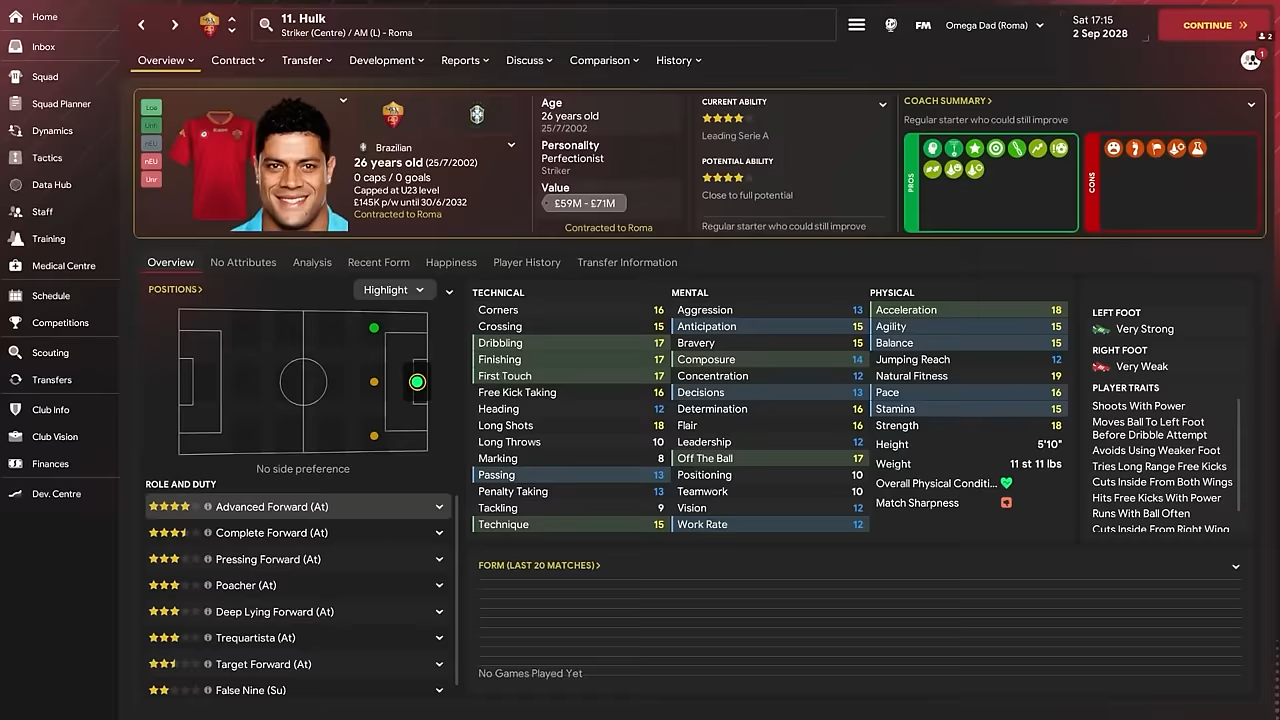 Home
Inbox
Squad
Squad Planner
Dynamics
Tactics
Data Hub
Staff
Training
Medical Centre
Schedule
Competitions
Scouting
Transfers
Club Info
Club Vision
Finances
Dev. Centre
11. Hulk
Striker (Centre) / AM (L) - Roma
FM
Omega Dad (Roma)
Sat 17:15
2 Sep 2028
CONTINUE
2
1
Overview
Contract
Transfer
Development
Reports
Discuss
Comparison
History
Loa
Unh
nEU
nEU
Unr
Brazilian
26 years old (25/7/2002)
0 caps / 0 goals
Capped at U23 level
£145K p/w until 30/6/2032
Contracted to Roma
Age
26 years old
25/7/2002
Personality
Perfectionist
Striker
Value
£59M - £71M
Contracted to Roma
CURRENT ABILITY
Leading Serie A
POTENTIAL ABILITY
Close to full potential
Regular starter who could still improve
COACH SUMMARY >
Regular starter who could still improve
PROS
CONS
Overview
No Attributes
Analysis
Recent Form
Happiness
Player History
Transfer Information
POSITIONS >
Highlight
No side preference
ROLE AND DUTY
Advanced Forward (At)
Complete Forward (At)
Pressing Forward (At)
Poacher (At)
Deep Lying Forward (At)
Trequartista (At)
Target Forward (At)
False Nine (Su)
TECHNICAL
Corners 16
Crossing 15
Dribbling 17
Finishing 17
First Touch 17
Free Kick Taking 16
Heading 12
Long Shots 18
Long Throws 10
Marking 8
Passing 13
Penalty Taking 13
Tackling 9
Technique 15
MENTAL
Aggression 13
Anticipation 15
Bravery 15
Composure 14
Concentration 12
Decisions 13
Determination 16
Flair 16
Leadership 12
Off The Ball 17
Positioning 10
Teamwork 10
Vision 12
Work Rate 12
PHYSICAL
Acceleration 18
Agility 15
Balance 15
Jumping Reach 12
Natural Fitness 19
Pace 16
Stamina 15
Strength 18
Height 5'10"
Weight 11 st 11 lbs
Overall Physical Conditi...
Match Sharpness
LEFT FOOT
Very Strong
RIGHT FOOT
Very Weak
PLAYER TRAITS
Shoots With Power
Moves Ball To Left Foot
Before Dribble Attempt
Avoids Using Weaker Foot
Tries Long Range Free Kicks
Cuts Inside From Both Wings
Hits Free Kicks With Power
Runs With Ball Often
Cuts Inside From Right Wing
FORM (LAST 20 MATCHES) >
No Games Played Yet